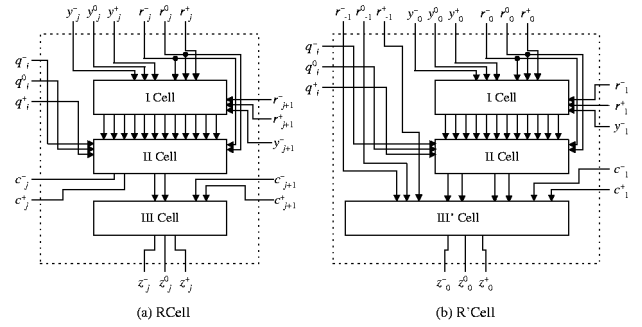 y⁻ⱼ y⁰ⱼ y⁺ⱼ r⁻ⱼ r⁰ⱼ r⁺ⱼ
q⁻ᵢ
q⁰ᵢ
q⁺ᵢ
I Cell
r⁻ⱼ₊₁
r⁺ⱼ₊₁
y⁻ⱼ₊₁
II Cell
c⁻ⱼ
c⁺ⱼ
c⁻ⱼ₊₁
c⁺ⱼ₊₁
III Cell
z⁻ⱼ z⁰ⱼ z⁺ⱼ
(a) RCell
r⁻₋₁ r⁰₋₁ r⁺₋₁ y⁻₀ y⁰₀ y⁺₀ r⁻₀ r⁰₀ r⁺₀
q⁻ᵢ
q⁰ᵢ
q⁺ᵢ
I Cell
r⁻₁
r⁺₁
y⁻₁
II Cell
c⁻₁
c⁺₁
III' Cell
z⁻₀ z⁰₀ z⁺₀
(b) R`Cell